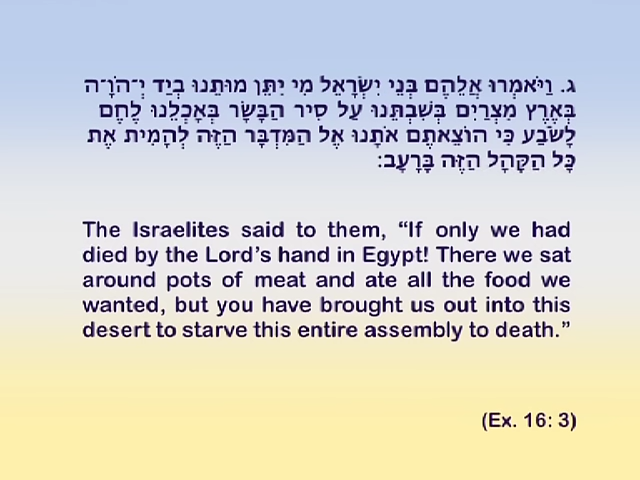 ג. וַיֹּאמְרוּ אֲלֵהֶם בְּנֵי יִשְׂרָאֵל מִי יִתֵּן מוּתֵנוּ בְיַד יְ־הֹוָ־ה
בְּאֶרֶץ מִצְרַיִם בְּשִׁבְתֵּנוּ עַל סִיר הַבָּשָׂר בְּאָכְלֵנוּ לֶחֶם
לָשֹׂבַע כִּי הוֹצֵאתֶם אֹתָנוּ אֶל הַמִּדְבָּר הַזֶּה לְהָמִית אֶת
כָּל הַקָּהָל הַזֶּה בָּרָעָב:
The Israelites said to them, “If only we had
died by the Lord’s hand in Egypt! There we sat
around pots of meat and ate all the food we
wanted, but you have brought us out into this
desert to starve this entire assembly to death.”
(Ex. 16: 3)